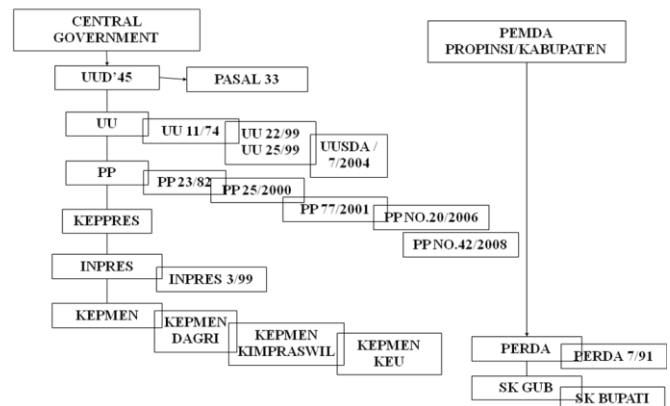 CENTRAL
GOVERNMENT
PEMDA
PROPINSI/KABUPATEN
UUD'45
PASAL 33
UU
UU 11/74
UU 22/99
UU 25/99
UUSDA /
7/2004
PP
PP 23/82
PP 25/2000
PP 77/2001
PP NO.20/2006
PP NO.42/2008
KEPPRES
INPRES
INPRES 3/99
KEPMEN
KEPMEN
DAGRI
KEPMEN
KIMPRASWIL
KEPMEN
KEU
PERDA
PERDA 7/91
SK GUB
SK BUPATI